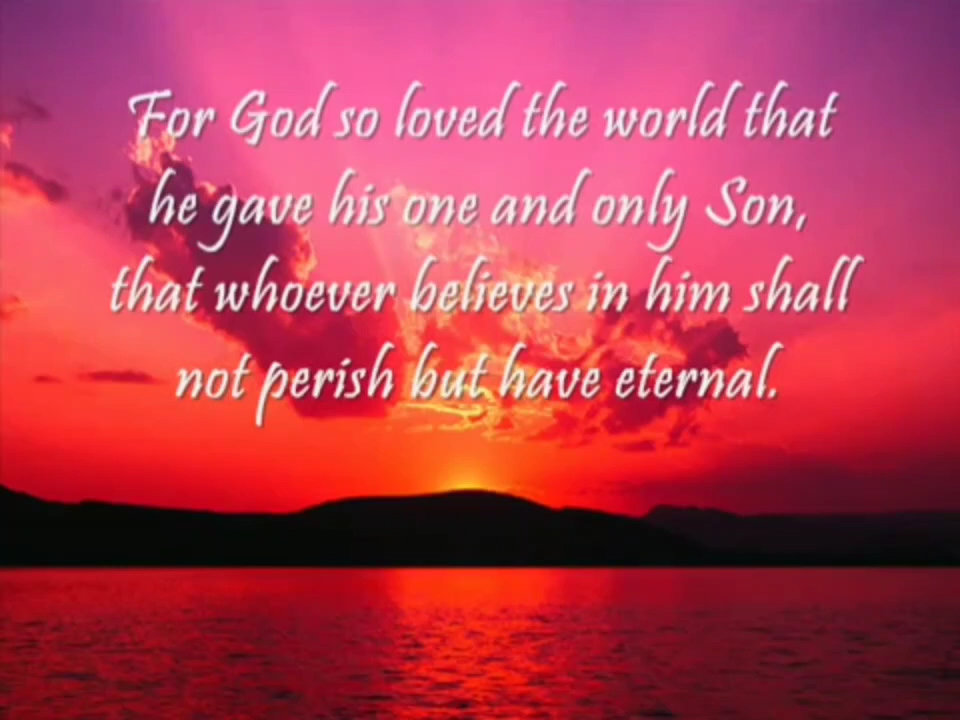 For God so loved the world that
he gave his one and only Son,
that whoever believes in him shall
not perish but have eternal.